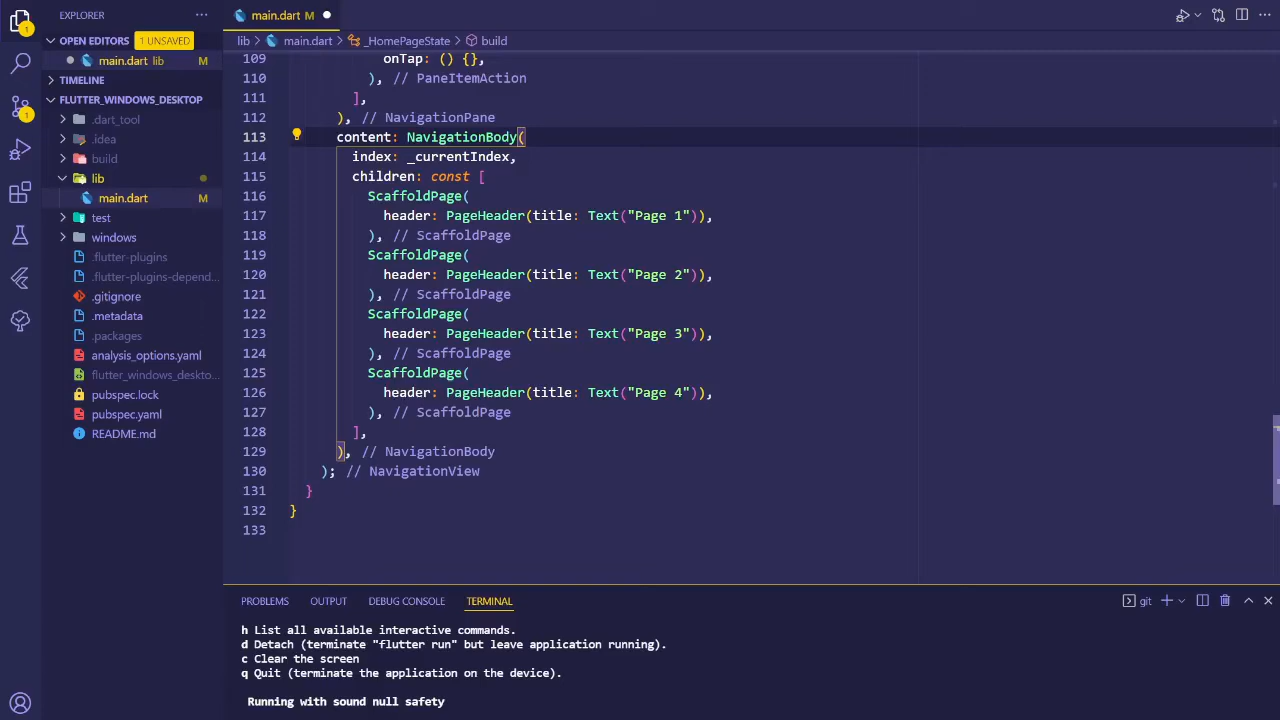 EXPLORER
main.dart M
OPEN EDITORS 1 UNSAVED
main.dart lib M
TIMELINE
FLUTTER_WINDOWS_DESKTOP
.dart_tool
.idea
build
lib
main.dart M
test
windows
.flutter-plugins
.flutter-plugins-depend...
.gitignore
.metadata
.packages
analysis_options.yaml
flutter_windows_deskto...
pubspec.lock
pubspec.yaml
README.md
1
1
lib > main.dart > _HomePageState > build
109 onTap: () {},
110 ), // PaneItemAction
111 ],
112 ), // NavigationPane
113 content: NavigationBody(
114 index: _currentIndex,
115 children: const [
116 ScaffoldPage(
117 header: PageHeader(title: Text("Page 1")),
118 ), // ScaffoldPage
119 ScaffoldPage(
120 header: PageHeader(title: Text("Page 2")),
121 ), // ScaffoldPage
122 ScaffoldPage(
123 header: PageHeader(title: Text("Page 3")),
124 ), // ScaffoldPage
125 ScaffoldPage(
126 header: PageHeader(title: Text("Page 4")),
127 ), // ScaffoldPage
128 ],
129 ), // NavigationBody
130 ); // NavigationView
131 }
132 }
133
PROBLEMS OUTPUT DEBUG CONSOLE TERMINAL git
h List all available interactive commands.
d Detach (terminate "flutter run" but leave application running).
c Clear the screen
q Quit (terminate the application on the device).
Running with sound null safety